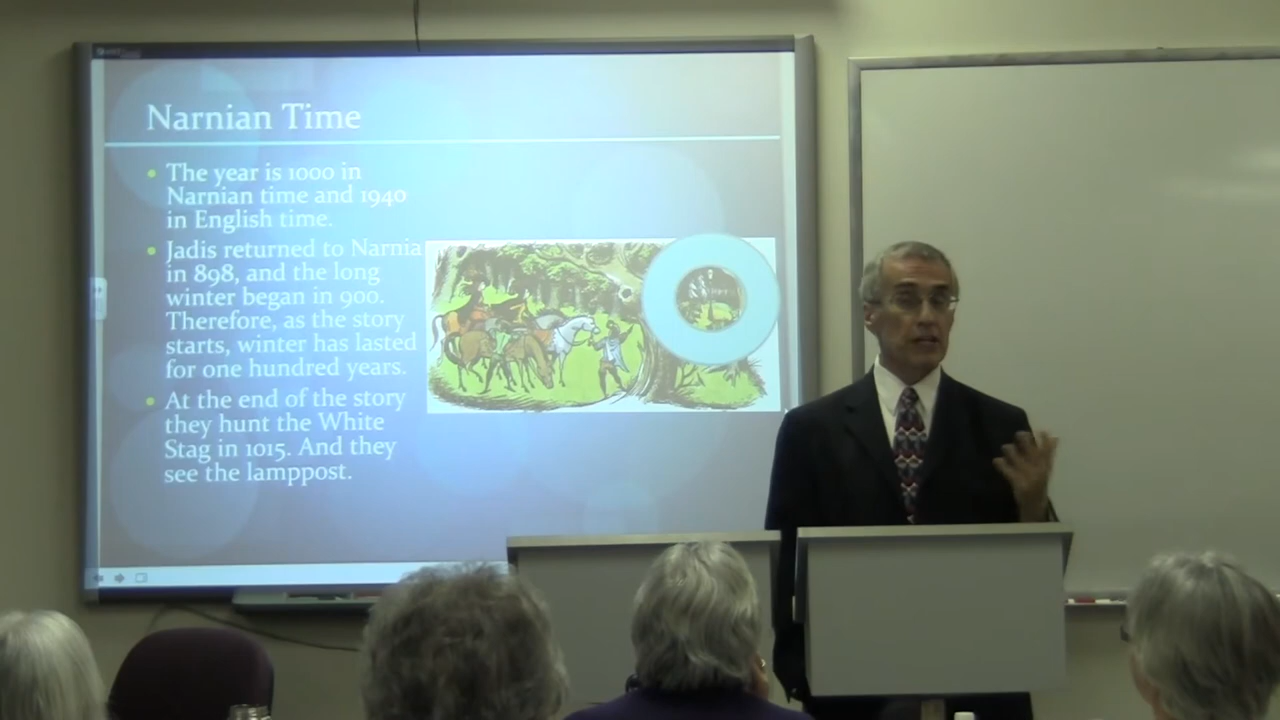 Narnian Time
• The year is 1000 in
Narnian time and 1940
in English time.
• Jadis returned to Narnia
in 898, and the long
winter began in 900.
Therefore, as the story
starts, winter has lasted
for one hundred years.
• At the end of the story
they hunt the White
Stag in 1015. And they
see the lamppost.